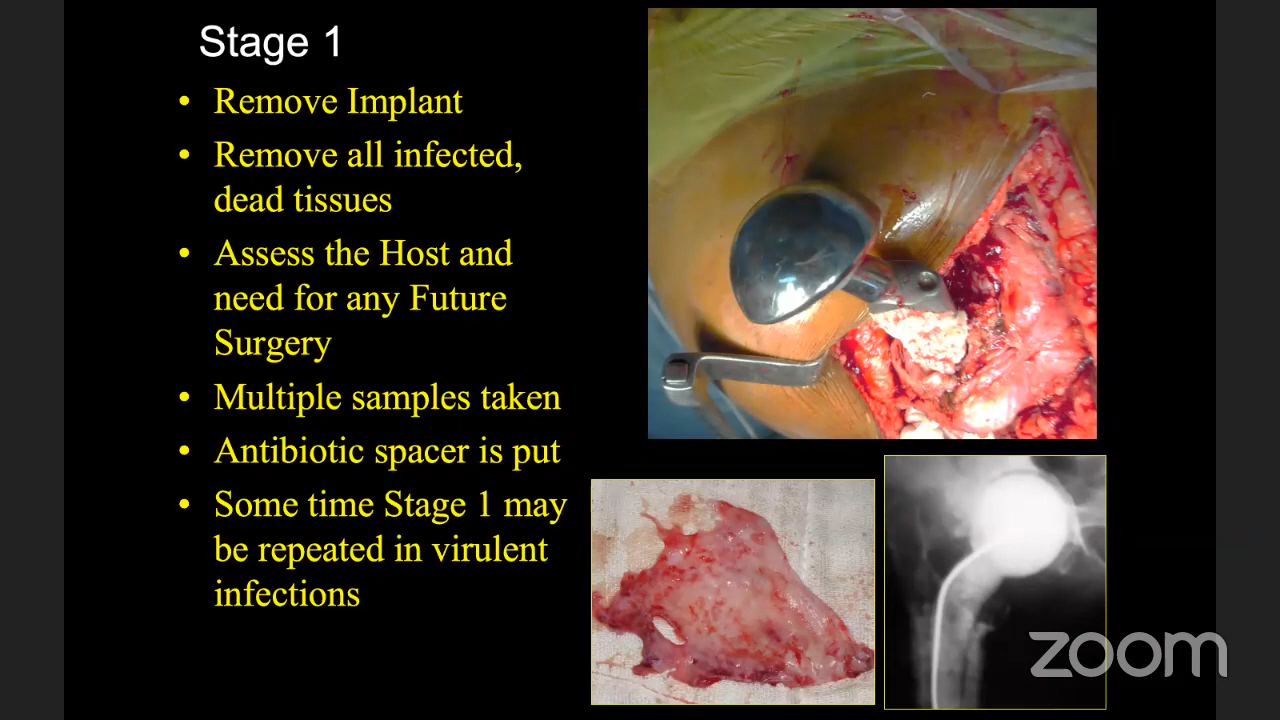 Stage 1
• Remove Implant
• Remove all infected,
dead tissues
• Assess the Host and
need for any Future
Surgery
• Multiple samples taken
• Antibiotic spacer is put
• Some time Stage 1 may
be repeated in virulent
infections
zoom